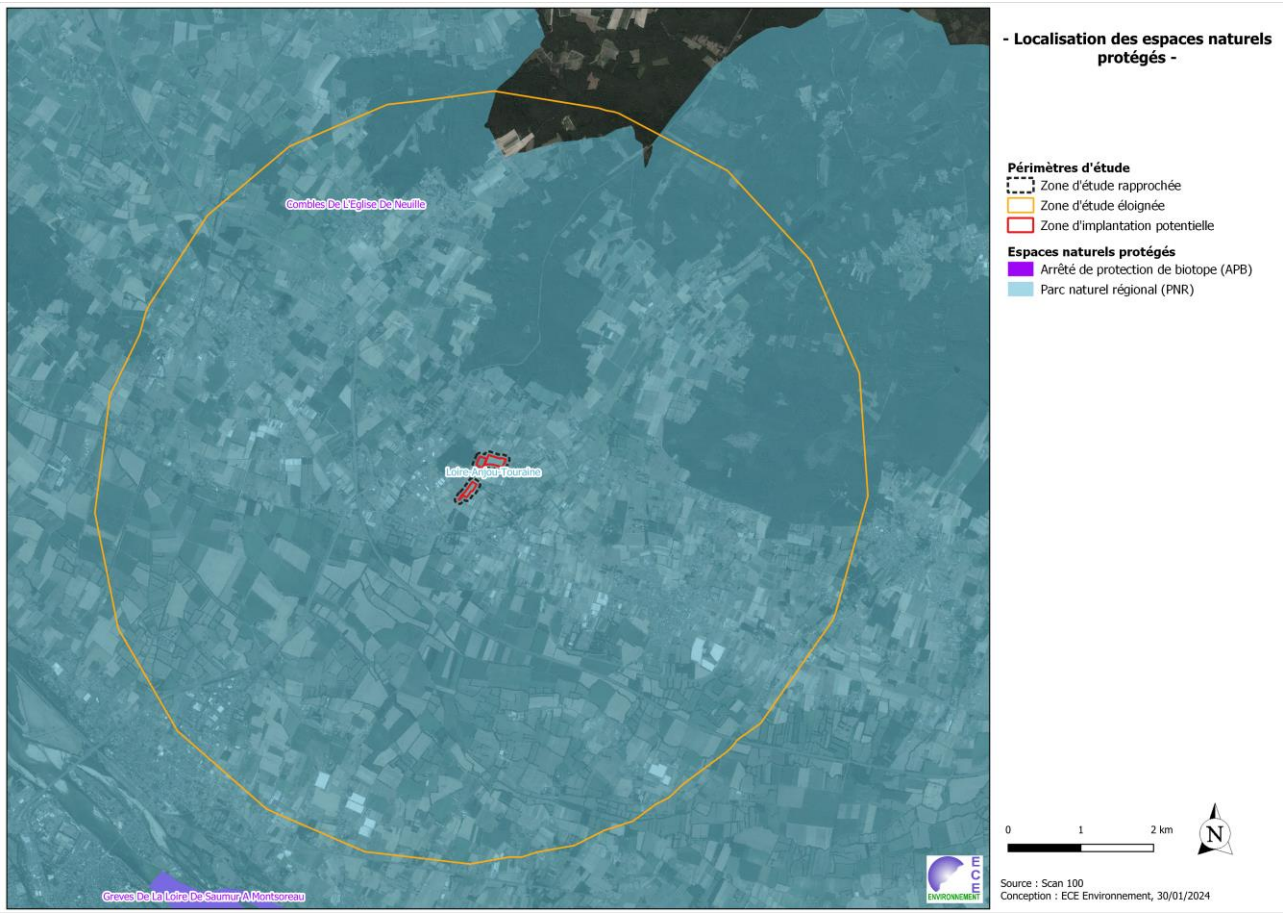 - Localisation des espaces naturels
protégés -
Périmètres d'étude
Zone d'étude rapprochée
Zone d'étude éloignée
Zone d'implantation potentielle
Espaces naturels protégés
Arrêté de protection de biotope (APB)
Parc naturel régional (PNR)
Combles De L'Eglise De Neuille
Loire-Anjou-Touraine
Greves De La Loire De Saumur A Montsoreau
0 1 2 km
N
E
C
E
ENVIRONNEMENT
Source : Scan 100
Conception : ECE Environnement, 30/01/2024